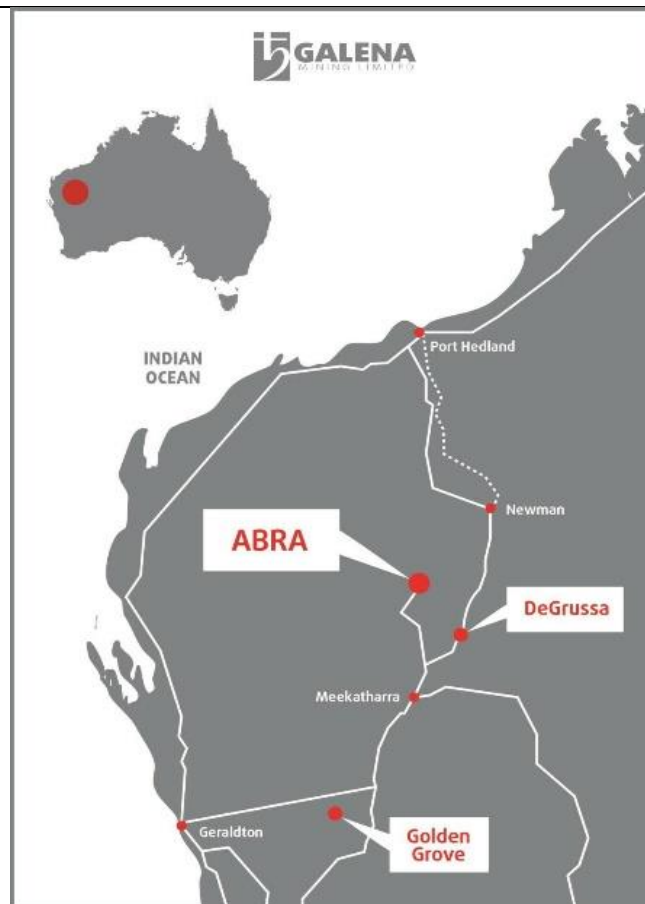 GALENA
MINING LIMITED
INDIAN
OCEAN
Port Hedland
Newman
ABRA
DeGrussa
Meekatharra
Geraldton
Golden
Grove